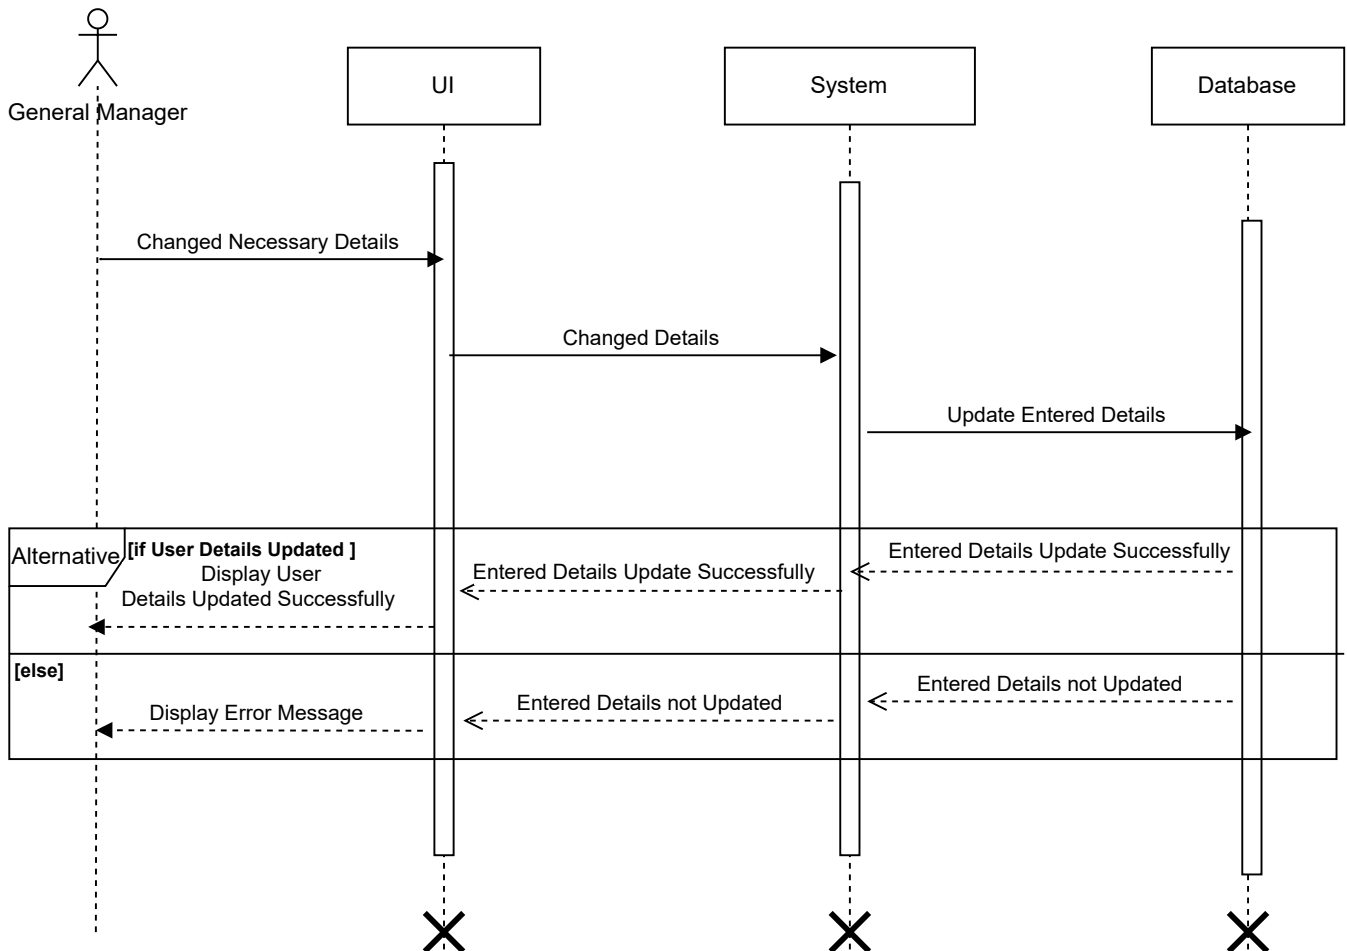 General Manager
UI
System
Database
Changed Necessary Details
Changed Details
Update Entered Details
Alternative
[if User Details Updated ]
Display User
Details Updated Successfully
Entered Details Update Successfully
Entered Details Update Successfully
[else]
Display Error Message
Entered Details not Updated
Entered Details not Updated